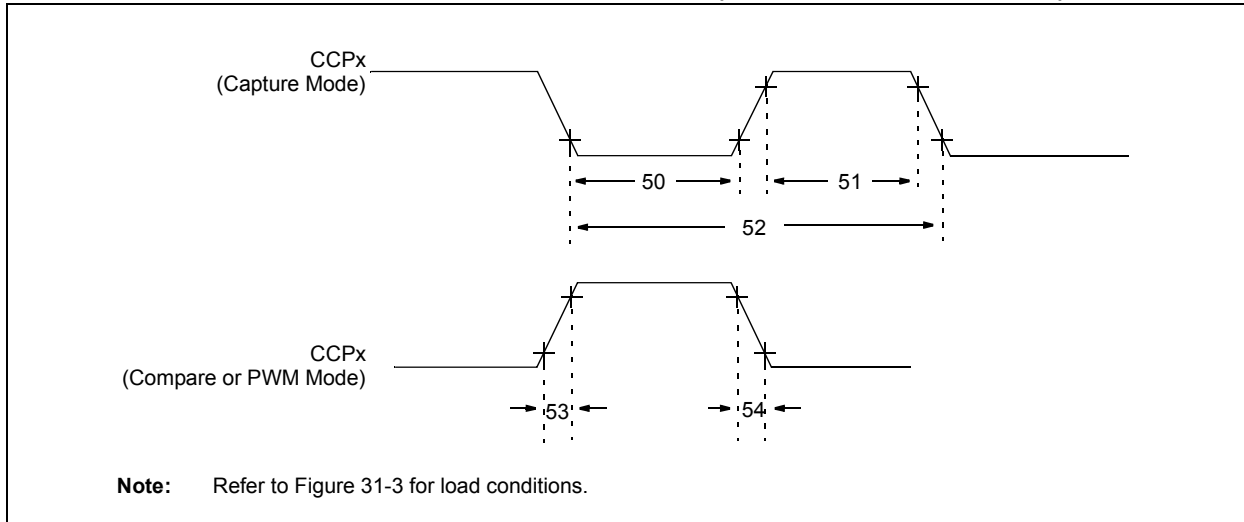 CCPx
(Capture Mode)
50
51
52
CCPx
(Compare or PWM Mode)
53
54
Note: Refer to Figure 31-3 for load conditions.